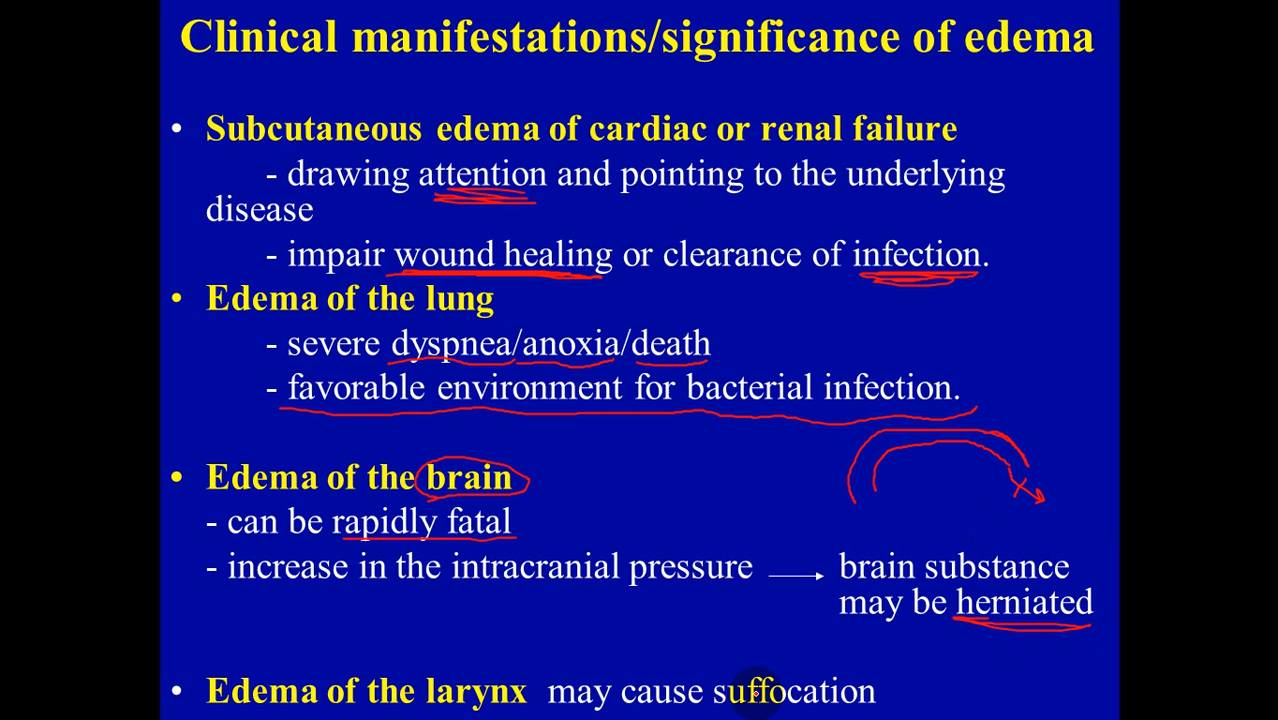 Clinical manifestations/significance of edema
• Subcutaneous edema of cardiac or renal failure
- drawing attention and pointing to the underlying
disease
- impair wound healing or clearance of infection.
• Edema of the lung
- severe dyspnea/anoxia/death
- favorable environment for bacterial infection.
• Edema of the brain
- can be rapidly fatal
- increase in the intracranial pressure → brain substance
may be herniated
• Edema of the larynx may cause suffocation